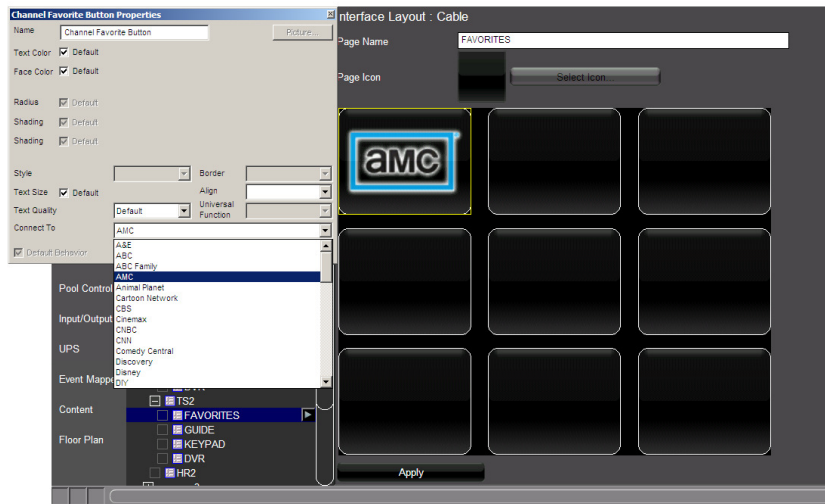 Channel Favorite Button Properties
Name
Channel Favorite Button
Picture...
Text Color
Default
Face Color
Default
Radius
Default
Shading
Default
Shading
Default
Style
Border
Text Size
Default
Align
Text Quality
Default
Universal
Function
Connect To
AMC
Default Behavior
A&E
ABC
ABC Family
AMC
Animal Planet
Cartoon Network
CBS
Cinemax
CNBC
CNN
Comedy Central
Discovery
Disney
DIY
nterface Layout : Cable
Page Name
FAVORITES
Page Icon
Select Icon...
amc
Pool Control
Input/Output
UPS
Event Mappe
Content
Floor Plan
DVR
TS2
FAVORITES
GUIDE
KEYPAD
DVR
HR2
Apply